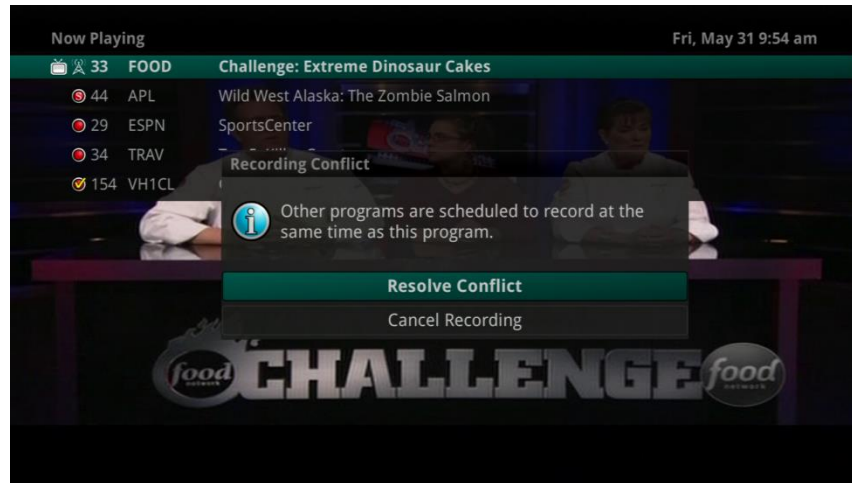 Now Playing Fri, May 31 9:54 am
33 FOOD Challenge: Extreme Dinosaur Cakes
S 44 APL Wild West Alaska: The Zombie Salmon
29 ESPN SportsCenter
34 TRAV
154 VH1CL
Recording Conflict
Other programs are scheduled to record at the
same time as this program.
Resolve Conflict
Cancel Recording
food network CHALLENGE food network